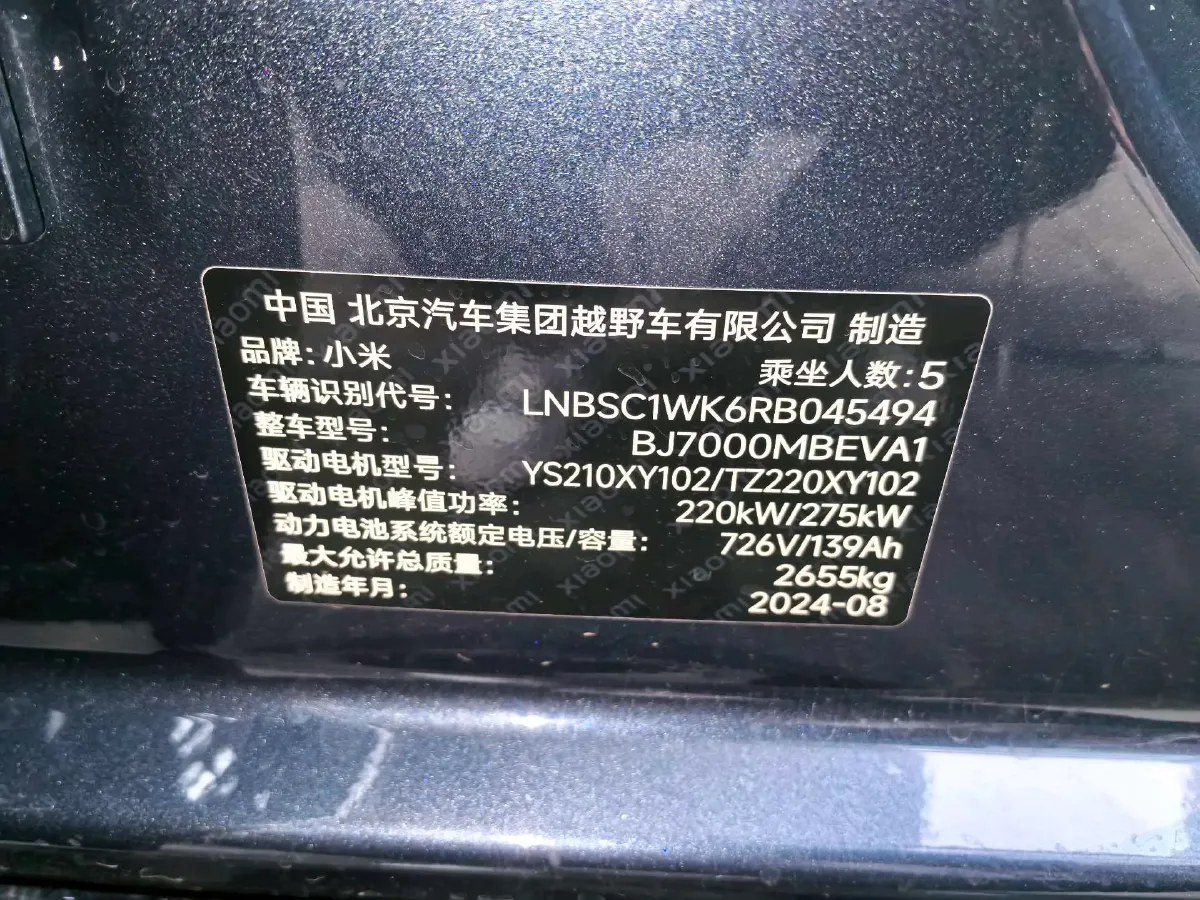 中国 北京汽车集团越野车有限公司 制造
品牌：小米 乘坐人数：5
车辆识别代号： LNBSC1WK6RB045494
整车型号： BJ7000MBEVA1
驱动电机型号： YS210XY102/TZ220XY102
驱动电机峰值功率： 220kW/275kW
动力电池系统额定电压/容量： 726V/139Ah
最大允许总质量： 2655kg
制造年月： 2024-08